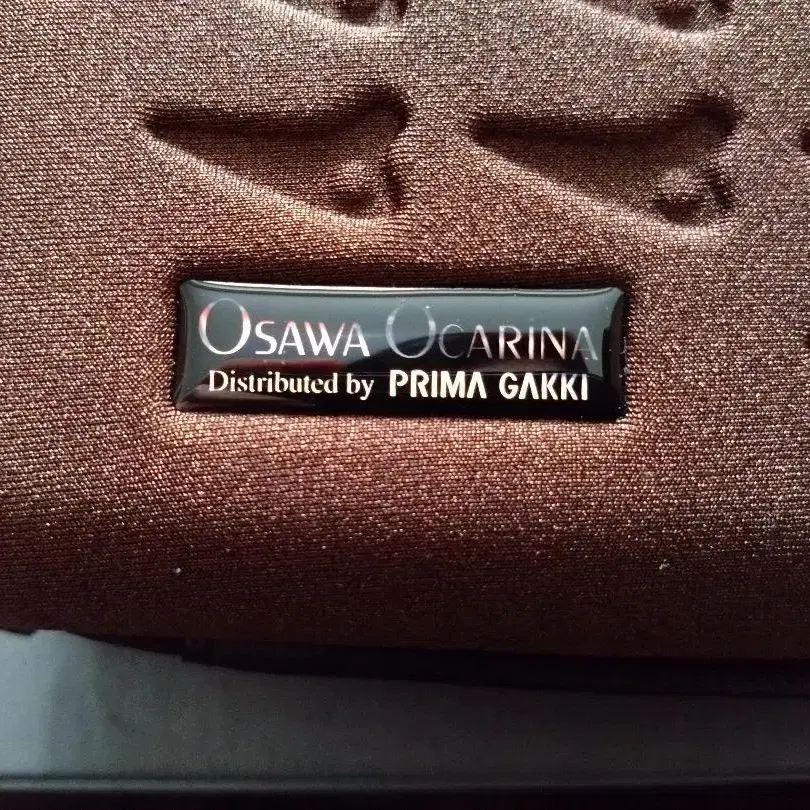 OSAWA OCARINA
Distributed by PRIMA GAKKI